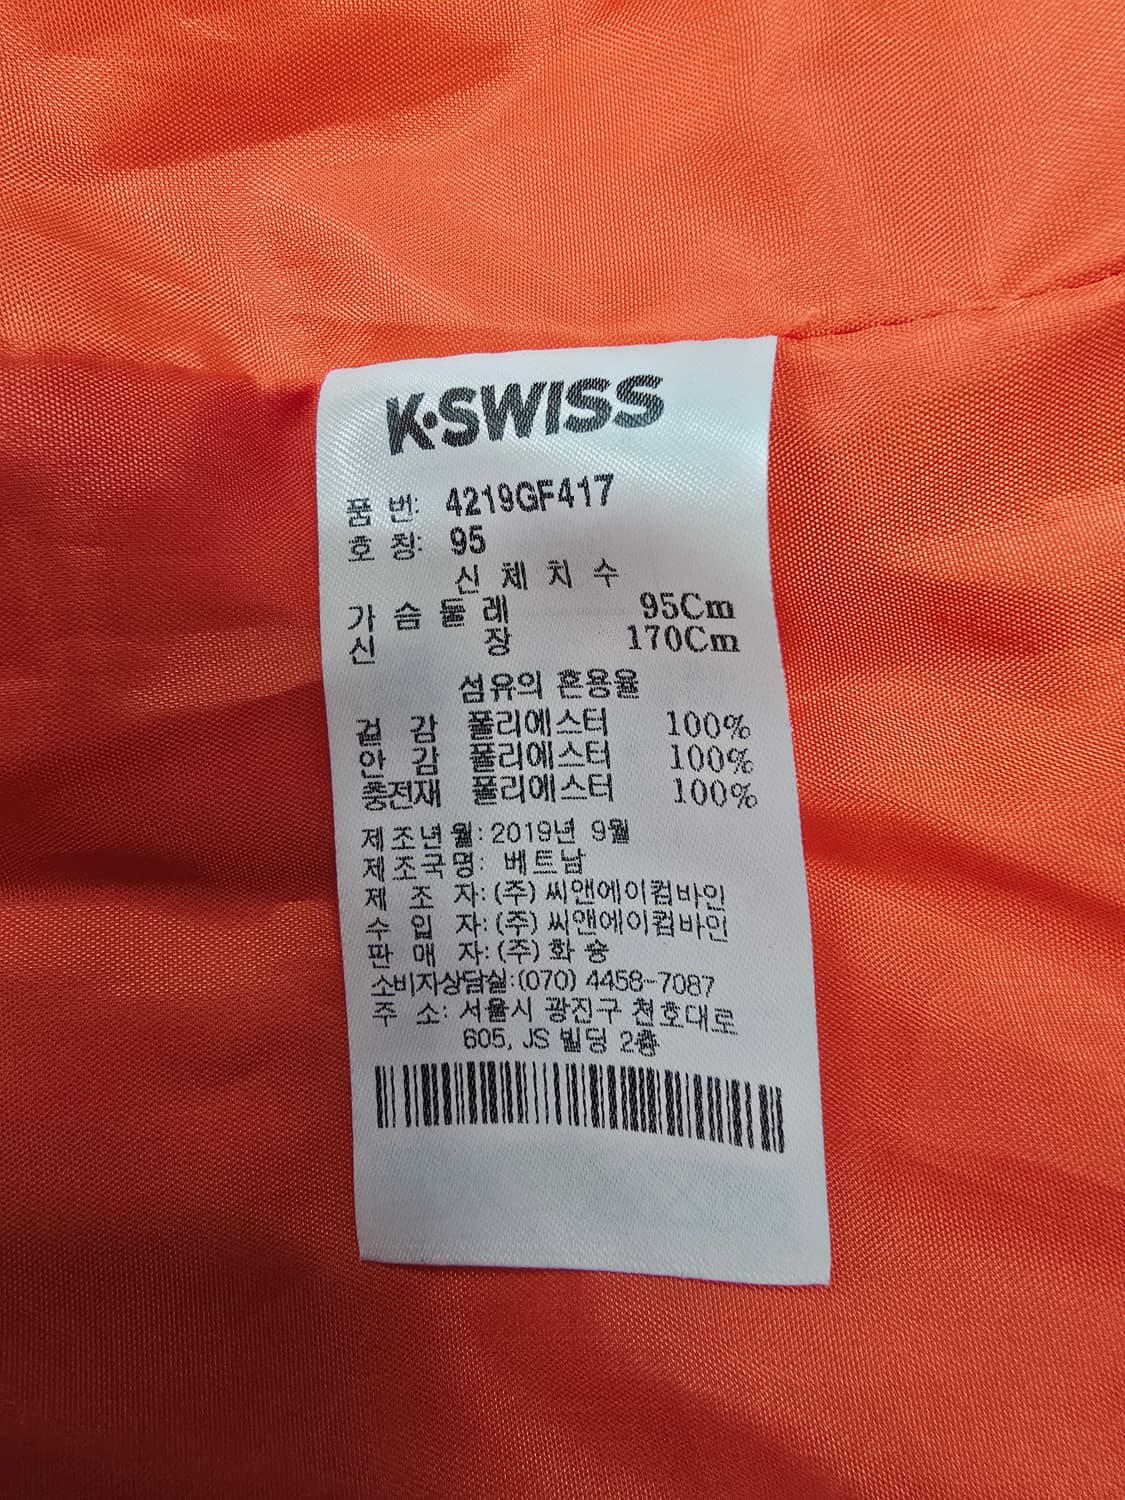 K·SWISS
품 번: 4219GF417
호 칭: 95
신 체 치 수
가 슴 둘 레 95Cm
신 장 170Cm
섬유의 혼용율
겉 감 폴리에스터 100%
안 감 폴리에스터 100%
충전재 폴리에스터 100%
제조년월: 2019년 9월
제조국명: 베트남
제 조 자: (주) 씨앤에이컴바인
수 입 자: (주) 씨앤에이컴바인
판 매 자: (주) 화 승
소비자상담실:(070) 4458-7087
주 소: 서울시 광진구 천호대로
605, JS 빌딩 2층